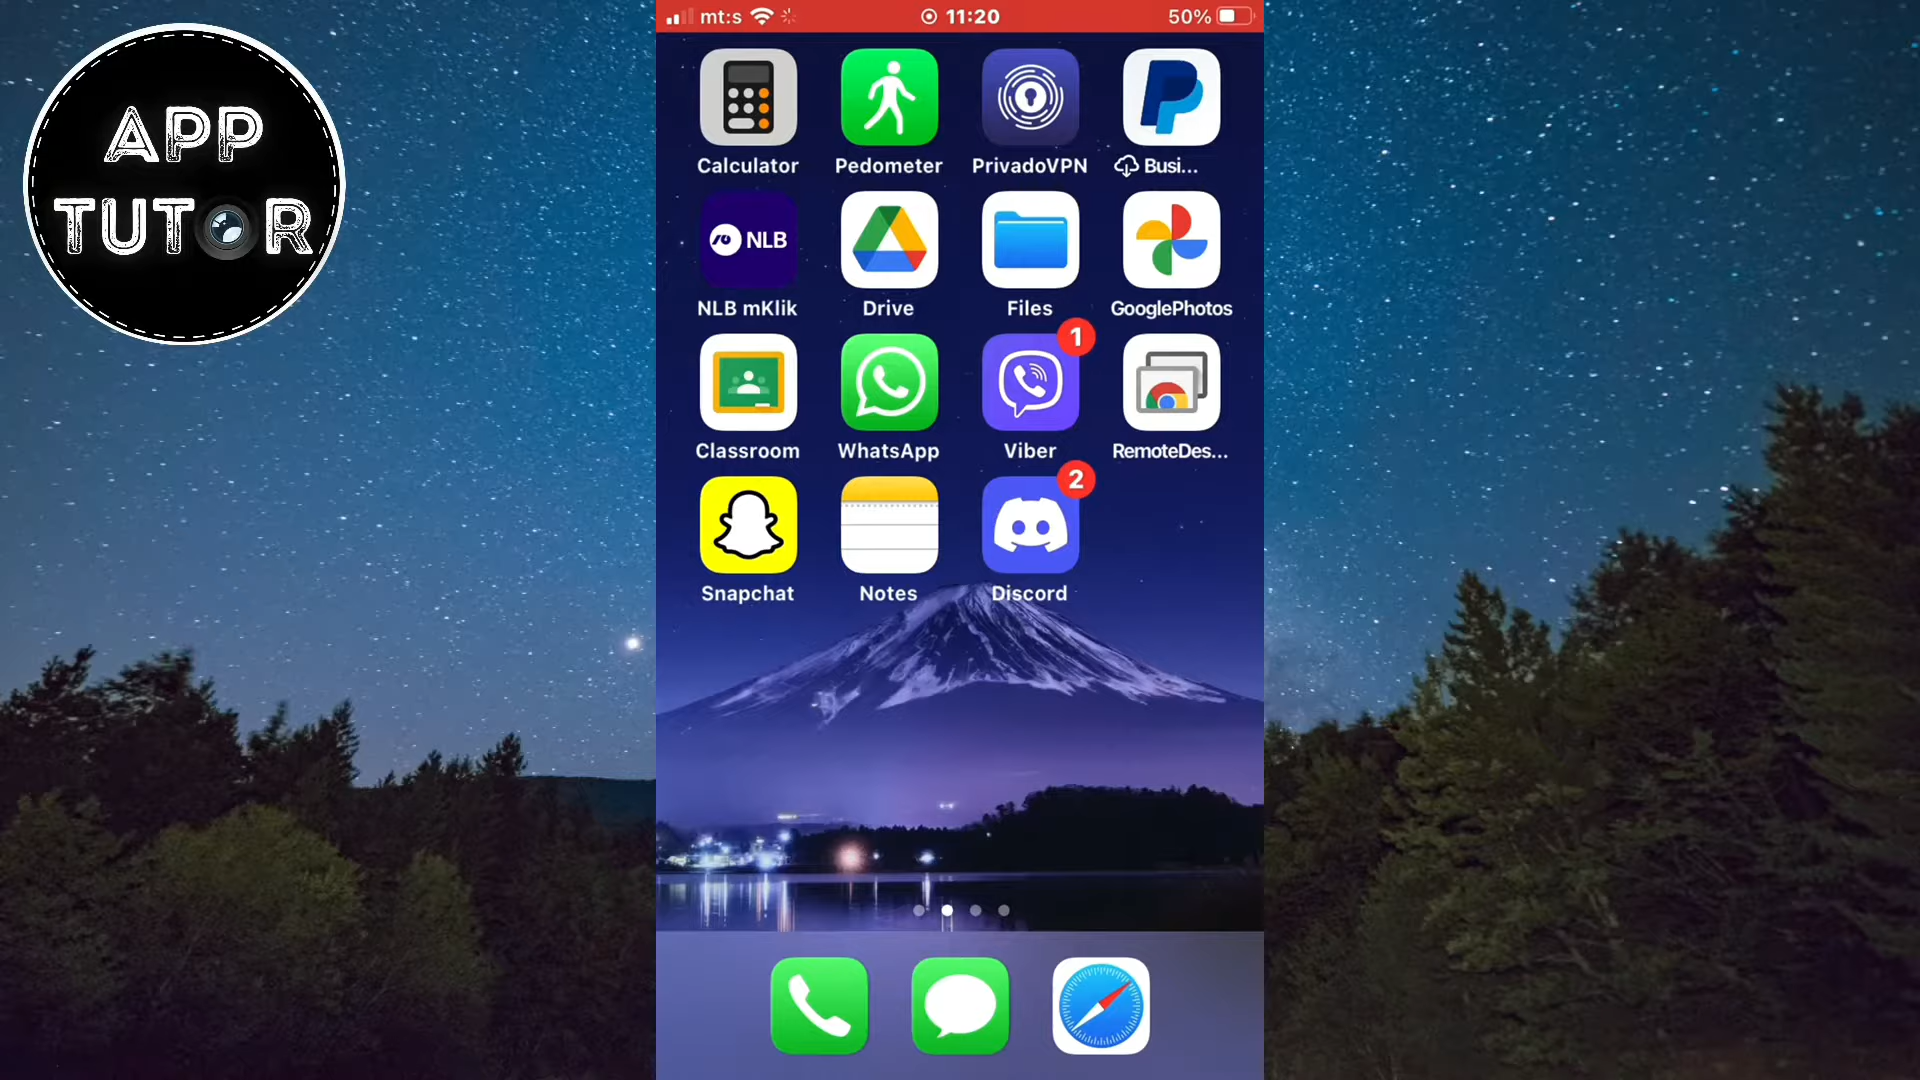 APP
TUTOR
mt:s
11:20
50%
Calculator
Pedometer
PrivadoVPN
Busi...
NLB
NLB mKlik
Drive
Files
GooglePhotos
1
Classroom
WhatsApp
Viber
RemoteDes...
2
Snapchat
Notes
Discord